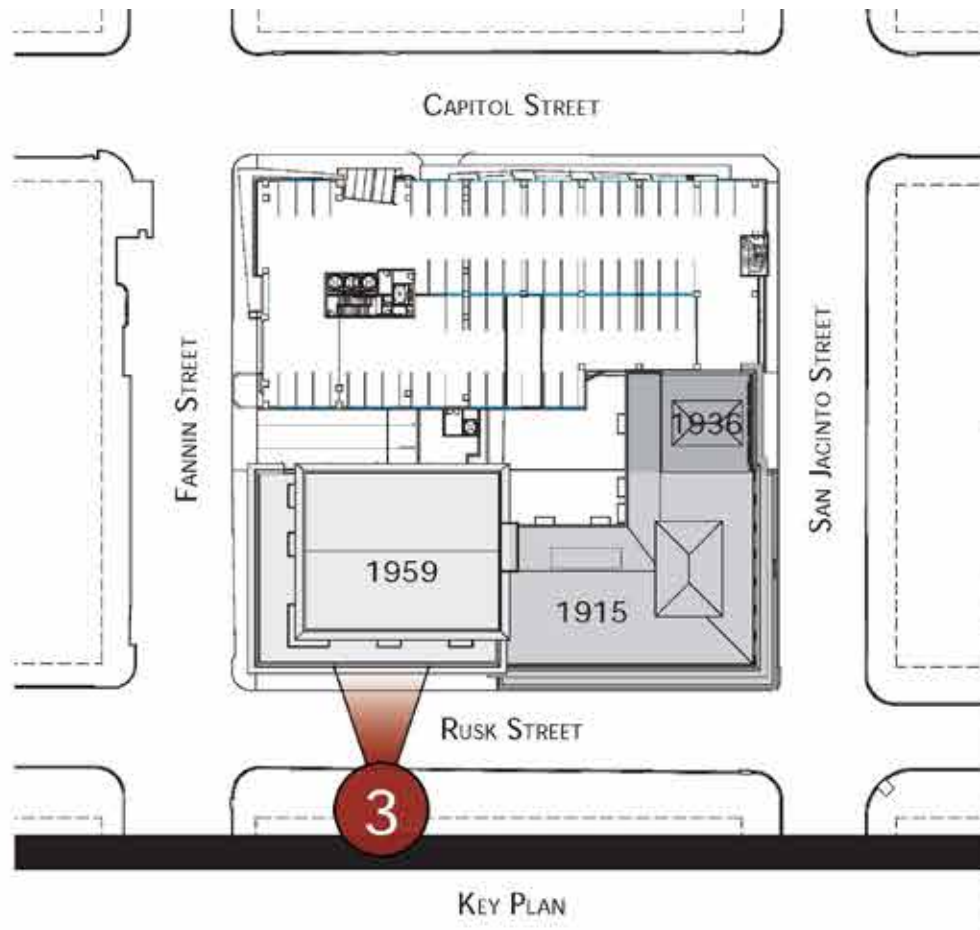 CAPITOL STREET
FANNIN STREET
SAN JACINTO STREET
1936
1959
1915
RUSK STREET
3
KEY PLAN